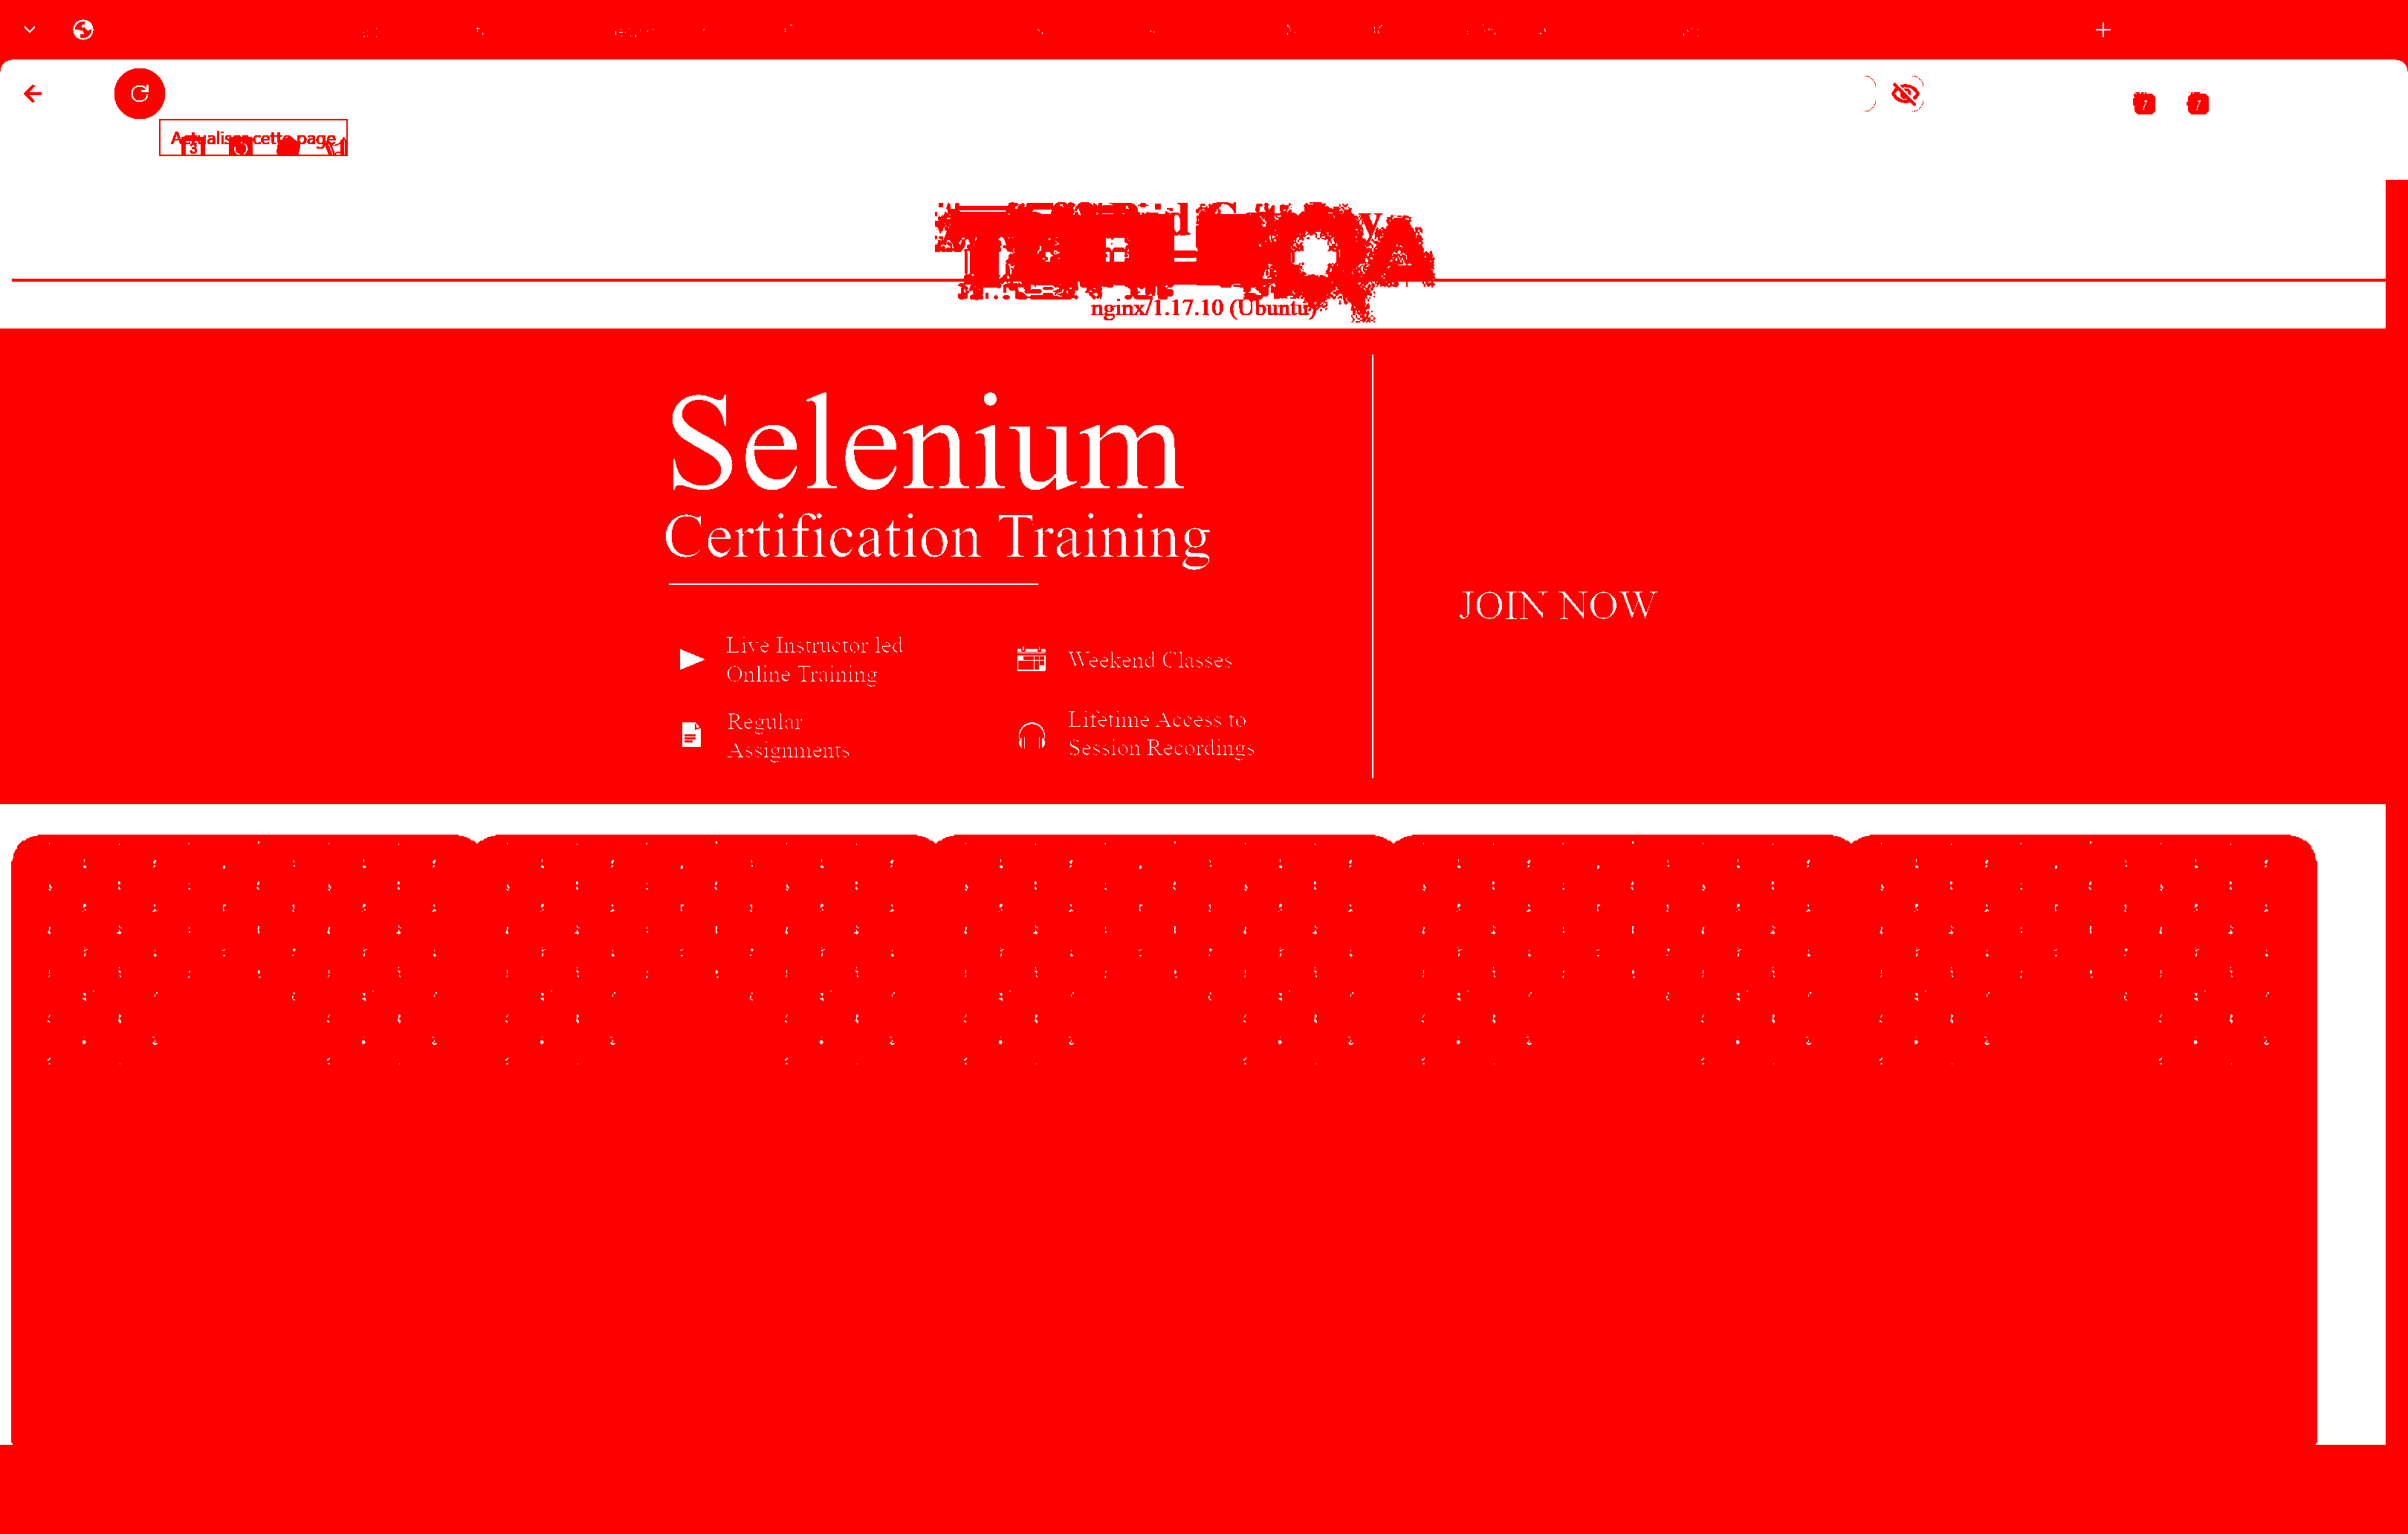 Actualiser cette page
nginx/1.17.10 (Ubuntu)
Selenium
Certification Training
JOIN NOW
Live Instructor led
Online Training
Weekend Classes
Regular
Assignments
Lifetime Access to
Session Recordings